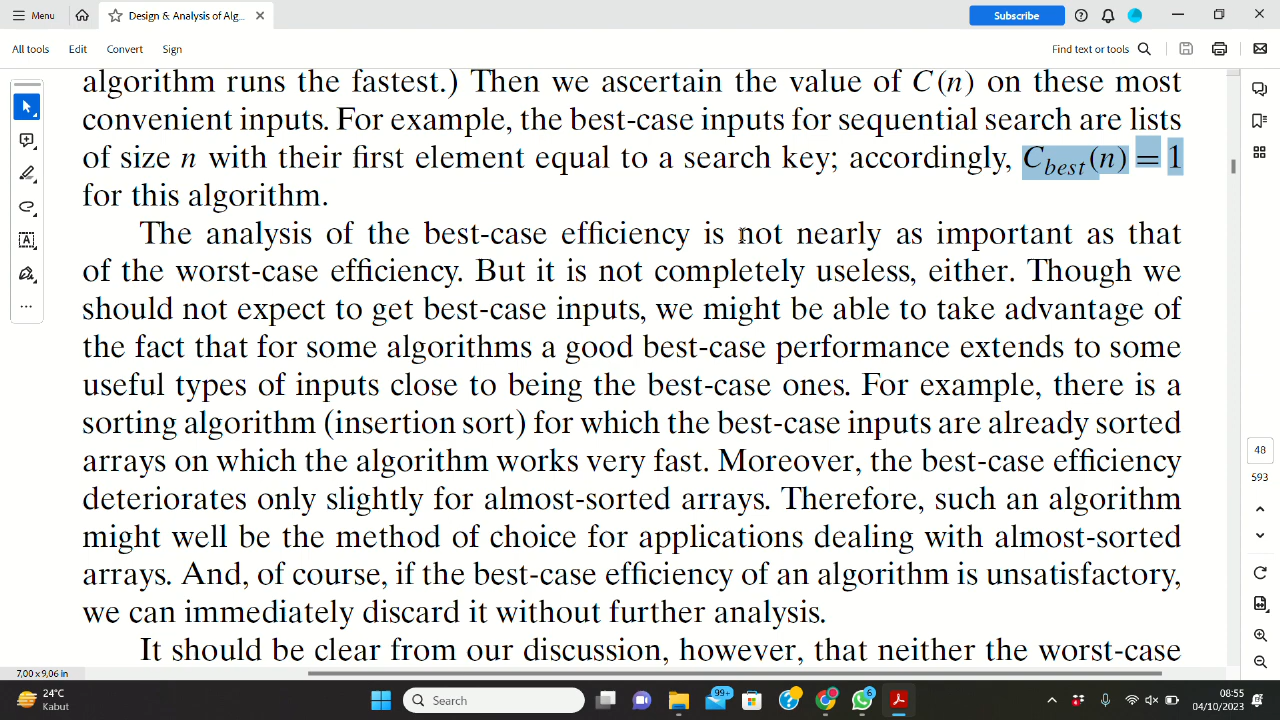 Menu
Design & Analysis of Alg...
Subscribe
All tools
Edit
Convert
Sign
Find text or tools
algorithm runs the fastest.) Then we ascertain the value of C(n) on these most
convenient inputs. For example, the best-case inputs for sequential search are lists
of size n with their first element equal to a search key; accordingly, C_best(n) = 1
for this algorithm.
The analysis of the best-case efficiency is not nearly as important as that
of the worst-case efficiency. But it is not completely useless, either. Though we
should not expect to get best-case inputs, we might be able to take advantage of
the fact that for some algorithms a good best-case performance extends to some
useful types of inputs close to being the best-case ones. For example, there is a
sorting algorithm (insertion sort) for which the best-case inputs are already sorted
arrays on which the algorithm works very fast. Moreover, the best-case efficiency
deteriorates only slightly for almost-sorted arrays. Therefore, such an algorithm
might well be the method of choice for applications dealing with almost-sorted
arrays. And, of course, if the best-case efficiency of an algorithm is unsatisfactory,
we can immediately discard it without further analysis.
It should be clear from our discussion, however, that neither the worst-case
48
593
7,00 x 9,06 in
24°C
Kabut
Search
99+
6
08:55
04/10/2023